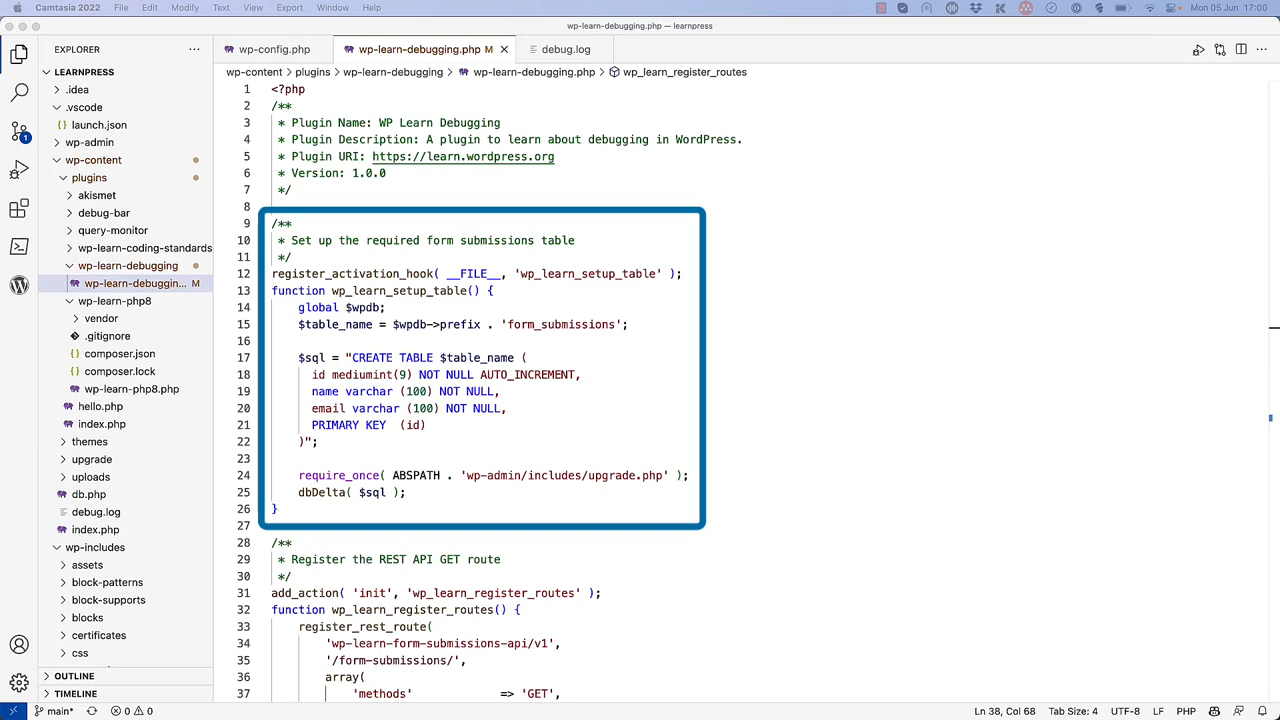 Camtasia 2022 File Edit Modify View Text View Export Window Help Mon 05 Jun 17:00
wp-learn-debugging.php — learnpress
EXPLORER ···
LEARNPRESS
.idea
.vscode
launch.json
wp-admin
wp-content
plugins
akismet
debug-bar
query-monitor
wp-learn-coding-standards
wp-learn-debugging
wp-learn-debuggin... M
wp-learn-php8
vendor
.gitignore
composer.json
composer.lock
wp-learn-php8.php
hello.php
index.php
themes
upgrade
uploads
db.php
debug.log
index.php
wp-includes
assets
block-patterns
block-supports
blocks
certificates
css
OUTLINE
TIMELINE
1
wp-config.php wp-learn-debugging.php M debug.log
wp-content > plugins > wp-learn-debugging > wp-learn-debugging.php > wp_learn_register_routes
1 <?php
2 /**
3 * Plugin Name: WP Learn Debugging
4 * Plugin Description: A plugin to learn about debugging in WordPress.
5 * Plugin URI: https://learn.wordpress.org
6 * Version: 1.0.0
7 */
8
9 /**
10 * Set up the required form submissions table
11 */
12 register_activation_hook( __FILE__, 'wp_learn_setup_table' );
13 function wp_learn_setup_table() {
14 global $wpdb;
15 $table_name = $wpdb->prefix . 'form_submissions';
16
17 $sql = "CREATE TABLE $table_name (
18 id mediumint(9) NOT NULL AUTO_INCREMENT,
19 name varchar (100) NOT NULL,
20 email varchar (100) NOT NULL,
21 PRIMARY KEY  (id)
22 )";
23
24 require_once( ABSPATH . 'wp-admin/includes/upgrade.php' );
25 dbDelta( $sql );
26 }
27
28 /**
29 * Register the REST API GET route
30 */
31 add_action( 'init', 'wp_learn_register_routes' );
32 function wp_learn_register_routes() {
33 register_rest_route(
34 'wp-learn-form-submissions-api/v1',
35 '/form-submissions/',
36 array(
37 'methods' => 'GET',
main* 0 0 Ln 38, Col 68 Tab Size: 4 UTF-8 LF PHP